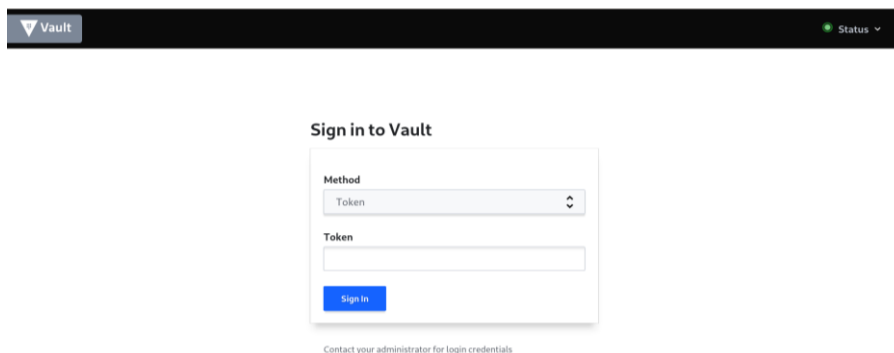 Vault
Status
Sign in to Vault
Method
Token
Token
Sign In
Contact your administrator for login credentials